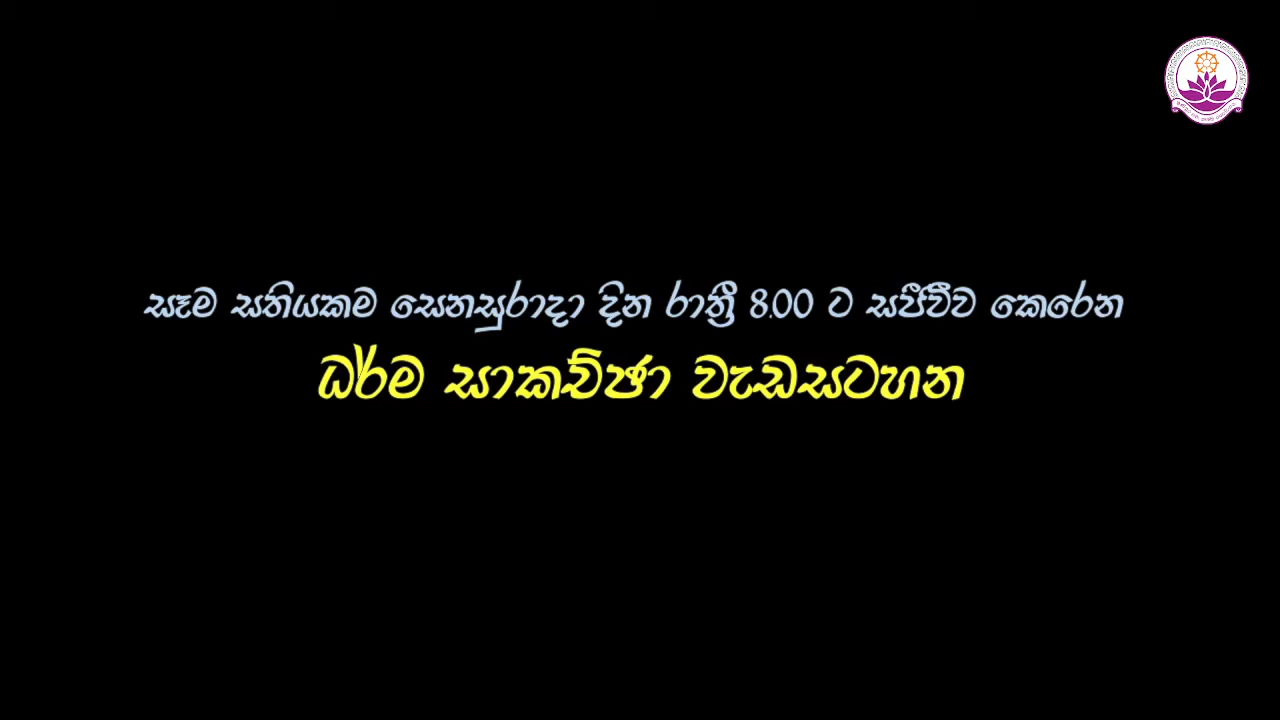 සෑම සතියකම සෙනසුරාදා දින රාත්‍රී 8.00 ට සජීවීව කෙරෙන
ධර්ම සාකච්ඡා වැඩසටහන